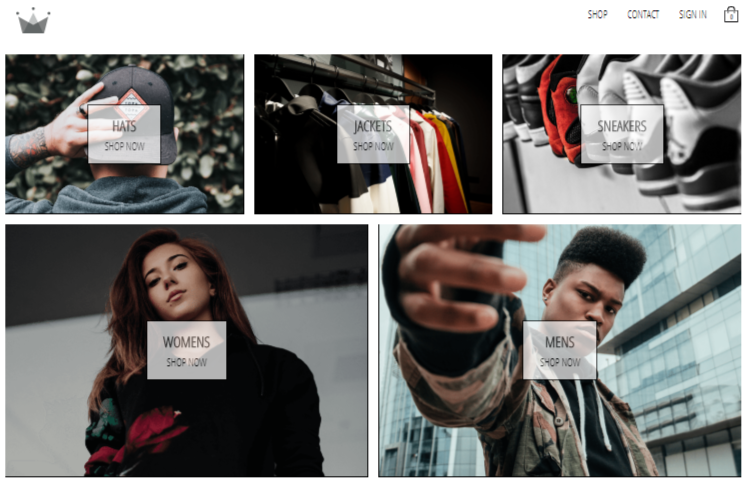 SHOP
CONTACT
SIGN IN
0
HATS
SHOP NOW
JACKETS
SHOP NOW
SNEAKERS
SHOP NOW
WOMENS
SHOP NOW
MENS
SHOP NOW